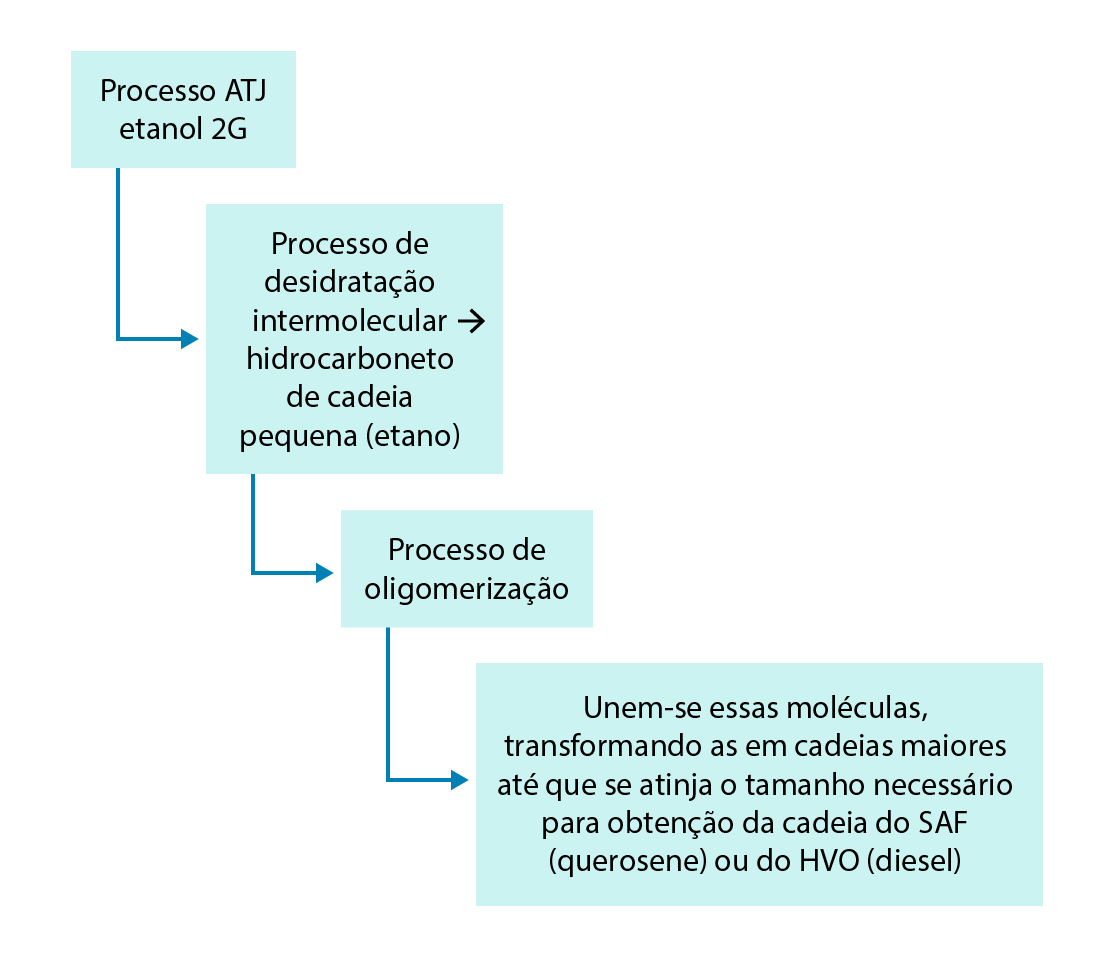 Processo ATJ
etanol 2G
Processo de
desidratação
intermolecular →
hidrocarboneto
de cadeia
pequena (etano)
Processo de
oligomerização
Unem-se essas moléculas,
transformando as em cadeias maiores
até que se atinja o tamanho necessário
para obtenção da cadeia do SAF
(querosene) ou do HVO (diesel)